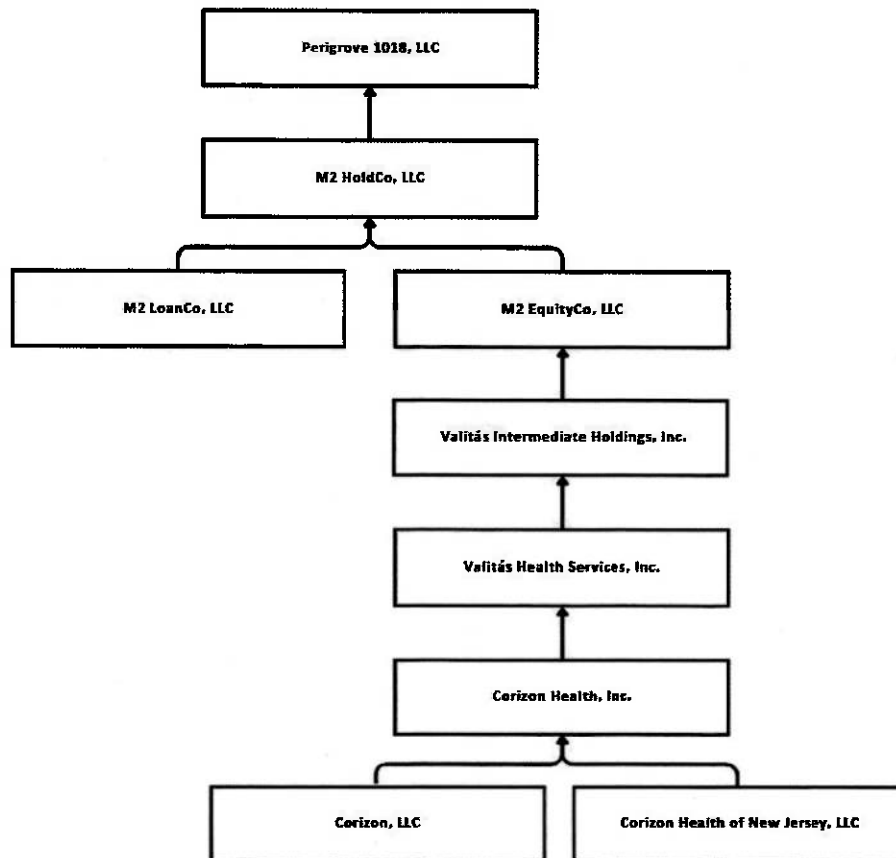 Perigrove 1018, LLC
M2 HoldCo, LLC
M2 LoanCo, LLC
M2 EquityCo, LLC
Valitás Intermediate Holdings, Inc.
Valitás Health Services, Inc.
Corizon Health, Inc.
Corizon, LLC
Corizon Health of New Jersey, LLC